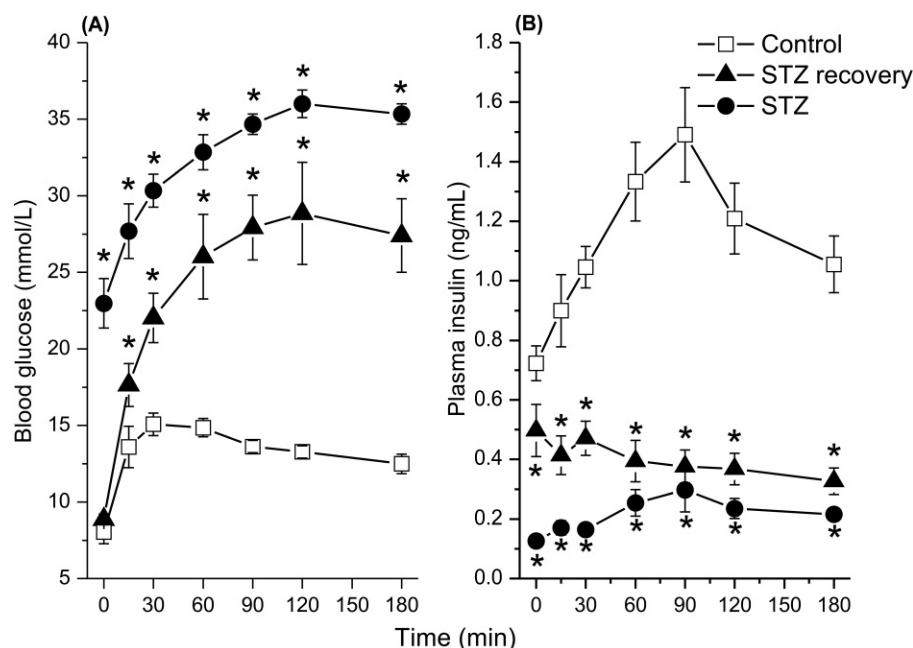 (A)
(B)
Control
STZ recovery
STZ
Blood glucose (mmol/L)
40
35
30
25
20
15
10
5
* * * * * * *
* * * * * *
0 30 60 90 120 150 180
Plasma insulin (ng/mL)
1.8
1.6
1.4
1.2
1.0
0.8
0.6
0.4
0.2
0.0
* * * * * *
* * * * * * * *
0 30 60 90 120 150 180
Time (min)